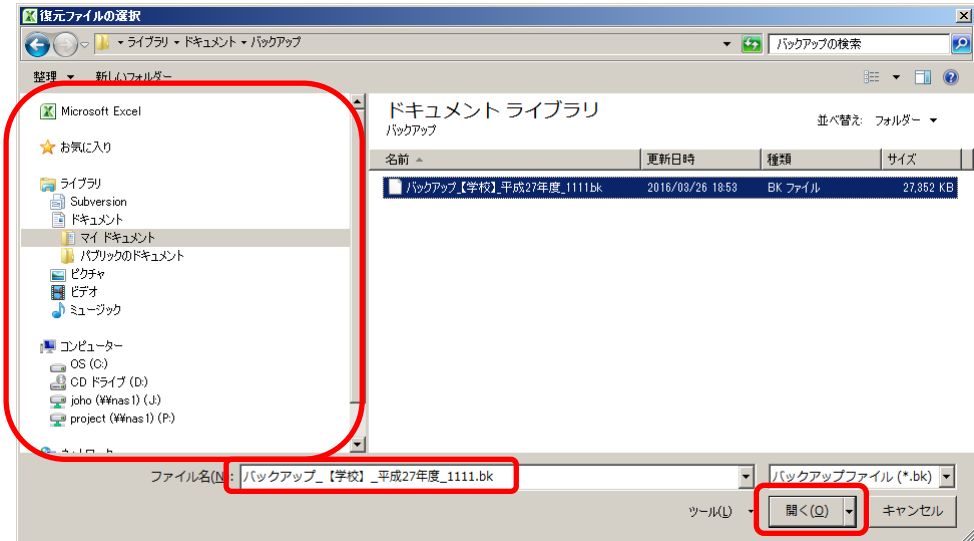 復元ファイルの選択
ライブラリ ドキュメント バックアップ
バックアップの検索
整理 新しいフォルダー
Microsoft Excel
お気に入り
ライブラリ
Subversion
ドキュメント
マイ ドキュメント
パブリックのドキュメント
ピクチャ
ビデオ
ミュージック
コンピューター
OS (C:)
CD ドライブ (D:)
joho (¥¥nas1) (J:)
project (¥¥nas1) (P:)
ドキュメント ライブラリ
バックアップ
並べ替え: フォルダー
名前 更新日時 種類 サイズ
バックアップ_【学校】_平成27年度_1111.bk 2016/03/26 18:53 BK ファイル 27,352 KB
ファイル名(N): バックアップ_【学校】_平成27年度_1111.bk
バックアップファイル (*.bk)
ツール(L) 開く(O) キャンセル